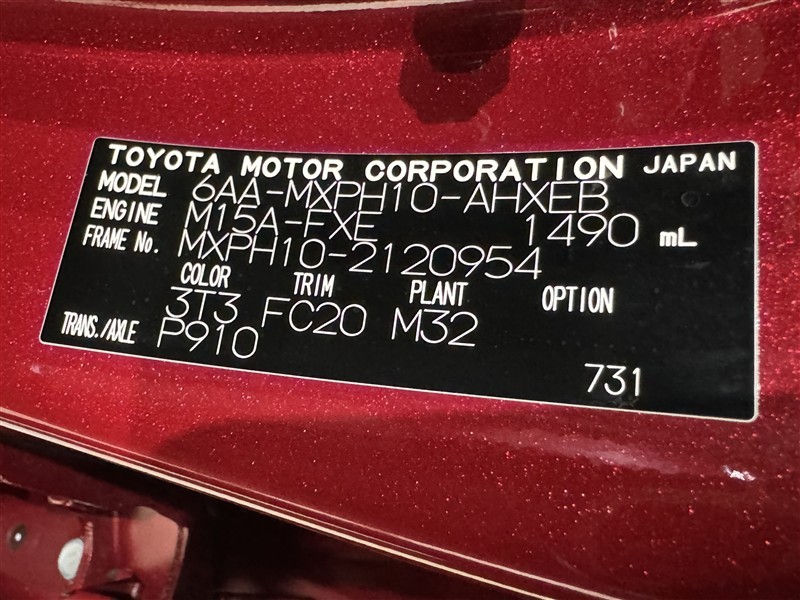 TOYOTA MOTOR CORPORATION JAPAN
MODEL 6AA-MXPH10-AHXEB
ENGINE M15A-FXE 1490 mL
FRAME No. MXPH10-2120954
COLOR TRIM PLANT OPTION
3T3 FC20 M32
TRANS./AXLE P910
731